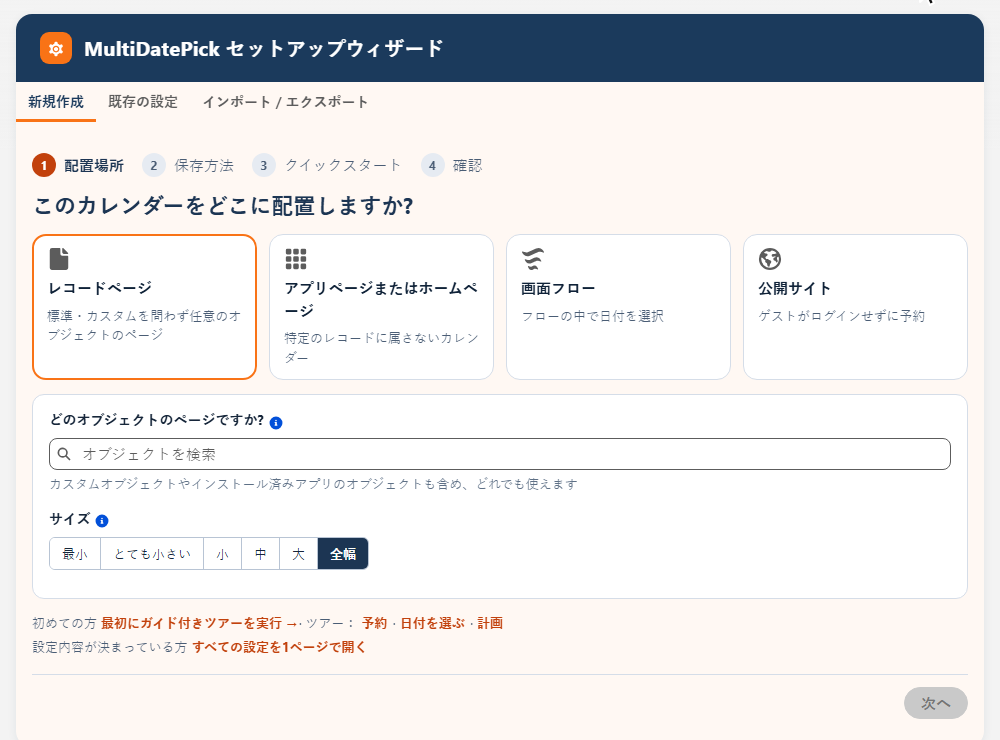 MultiDatePick セットアップウィザード
新規作成 既存の設定 インポート / エクスポート
1 配置場所 2 保存方法 3 クイックスタート 4 確認
このカレンダーをどこに配置しますか?
レコードページ
標準・カスタムを問わず任意のオ
ブジェクトのページ
アプリページまたはホームペ
ージ
特定のレコードに属さないカレン
ダー
画面フロー
フローの中で日付を選択
公開サイト
ゲストがログインせずに予約
どのオブジェクトのページですか?
オブジェクトを検索
カスタムオブジェクトやインストール済みアプリのオブジェクトも含め、どれでも使えます
サイズ
最小 とても小さい 小 中 大 全幅
初めての方 最初にガイド付きツアーを実行 →· ツアー： 予約 · 日付を選ぶ · 計画
設定内容が決まっている方 すべての設定を1ページで開く
次へ